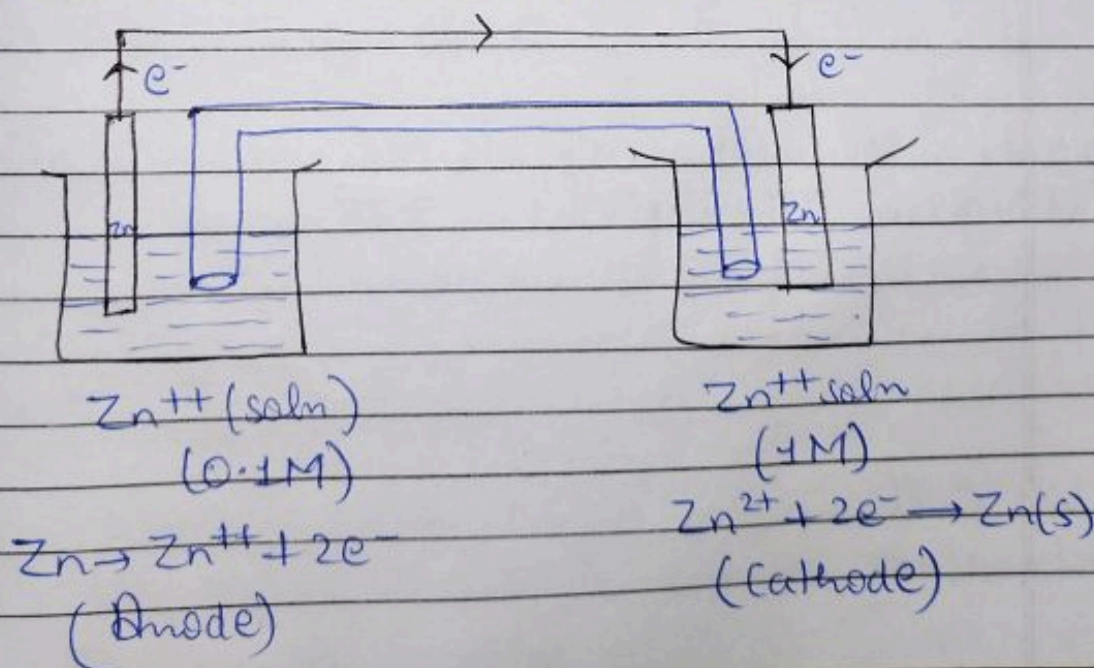 e⁻
e⁻
Zn
Zn
Zn⁺⁺ (soln)
(0.1M)
Zn → Zn⁺⁺ + 2e⁻
(Anode)
Zn⁺⁺ soln
(1M)
Zn²⁺ + 2e⁻ → Zn(s)
(Cathode)